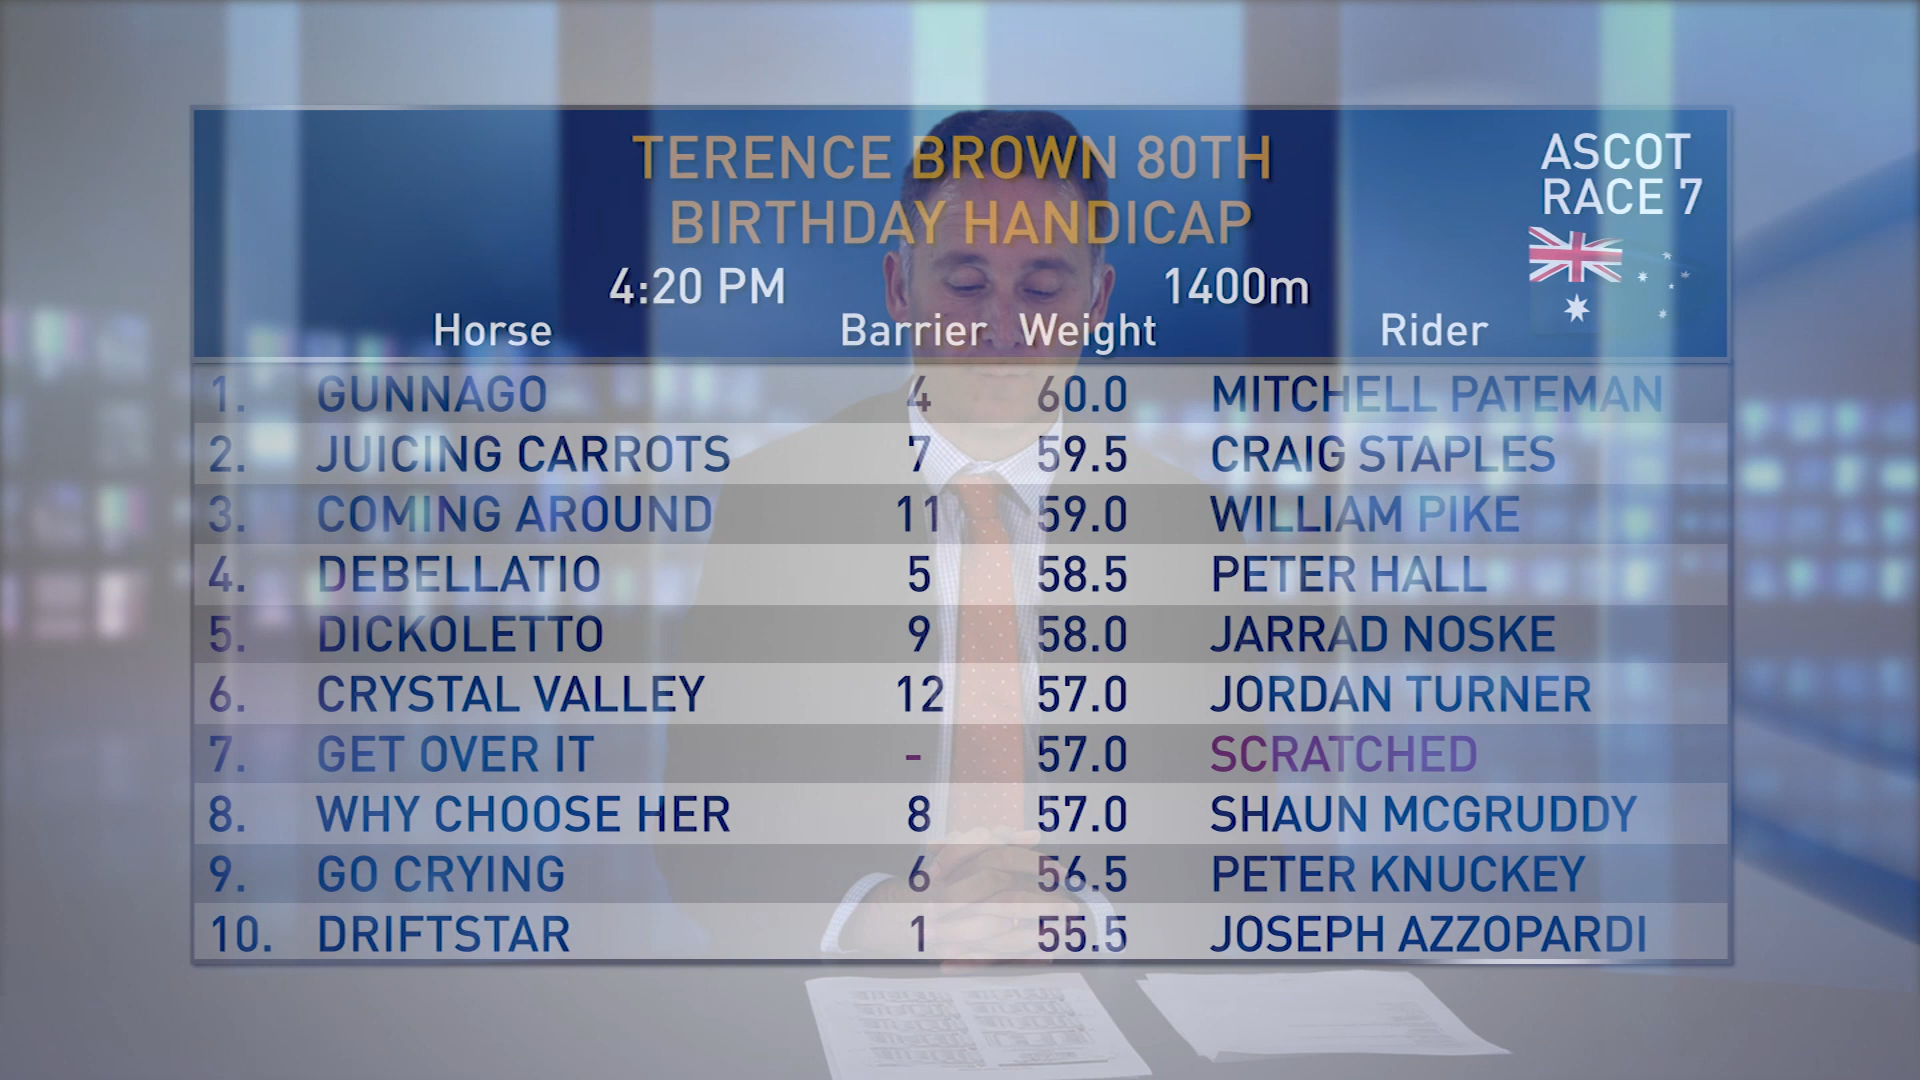 TERENCE BROWN 80TH
BIRTHDAY HANDICAP
ASCOT
RACE 7
4:20 PM 1400m
Horse Barrier Weight Rider
1. GUNNAGO 4 60.0 MITCHELL PATEMAN
2. JUICING CARROTS 7 59.5 CRAIG STAPLES
3. COMING AROUND 11 59.0 WILLIAM PIKE
4. DEBELLATIO 5 58.5 PETER HALL
5. DICKOLETTO 9 58.0 JARRAD NOSKE
6. CRYSTAL VALLEY 12 57.0 JORDAN TURNER
7. GET OVER IT - 57.0 SCRATCHED
8. WHY CHOOSE HER 8 57.0 SHAUN MCGRUDDY
9. GO CRYING 6 56.5 PETER KNUCKEY
10. DRIFTSTAR 1 55.5 JOSEPH AZZOPARDI